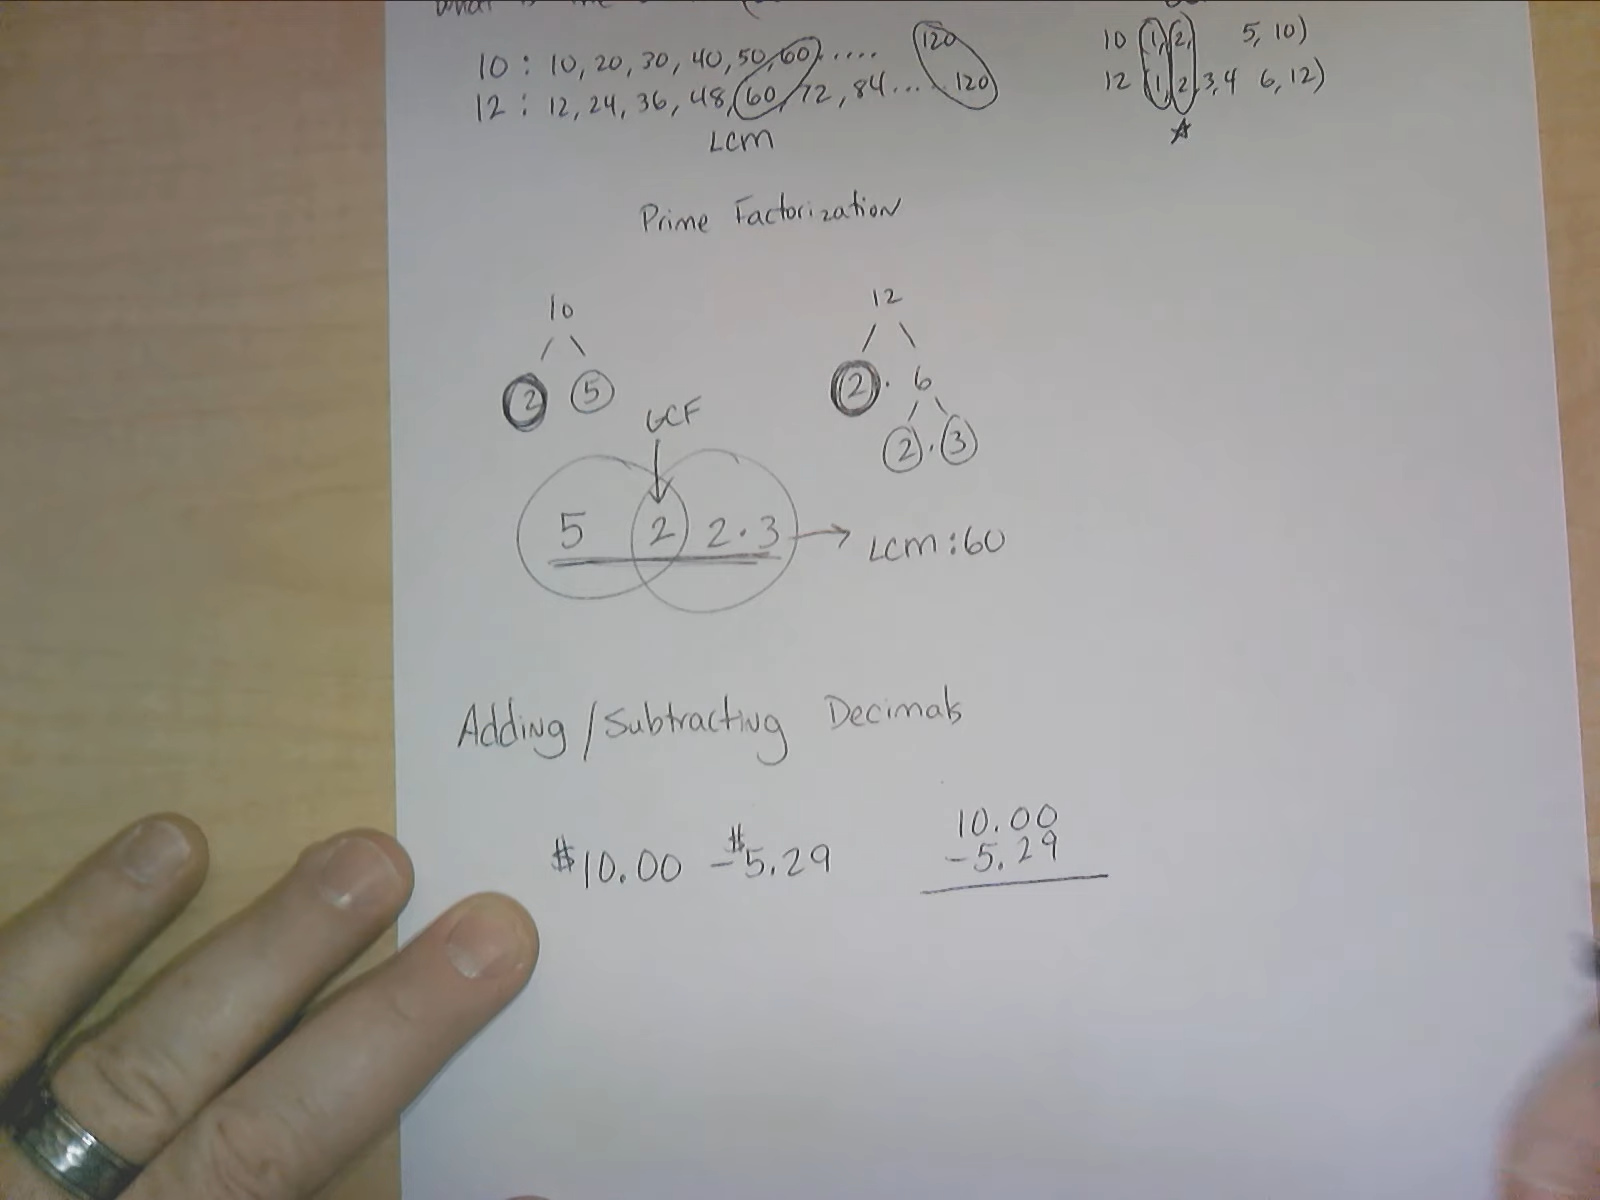 What is the
10 : 10, 20, 30, 40, 50, 60, .... 120
12 : 12, 24, 36, 48, 60, 72, 84 ... 120
LCM
10 1, 2, 5, 10)
12 1, 2, 3, 4 6, 12)
Prime Factorization
10
2 5
12
2 · 6
2 · 3
GCF
5 2 2 · 3 → LCM : 60
Adding / Subtracting Decimals
$10.00 - $5.29
10.00
- 5.29